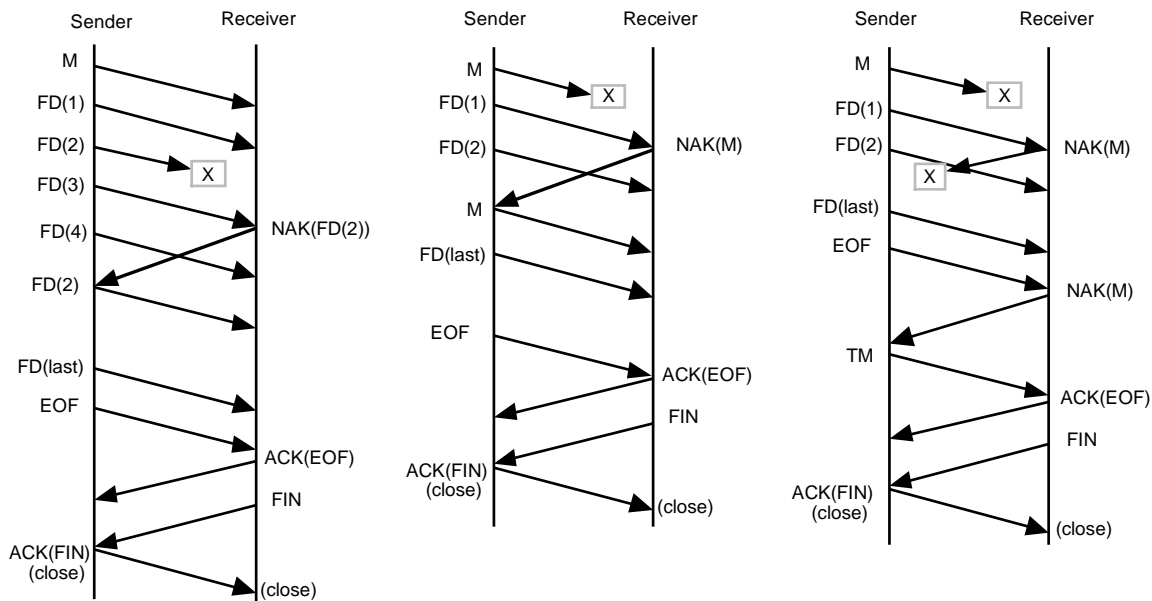 Sender
Receiver
M
FD(1)
FD(2)
X
FD(3)
NAK(FD(2))
FD(4)
FD(2)
FD(last)
EOF
ACK(EOF)
FIN
ACK(FIN)
(close)
(close)
Sender
Receiver
M
X
FD(1)
NAK(M)
FD(2)
M
FD(last)
EOF
ACK(EOF)
FIN
ACK(FIN)
(close)
(close)
Sender
Receiver
M
X
FD(1)
NAK(M)
FD(2)
X
FD(last)
EOF
NAK(M)
TM
ACK(EOF)
FIN
ACK(FIN)
(close)
(close)